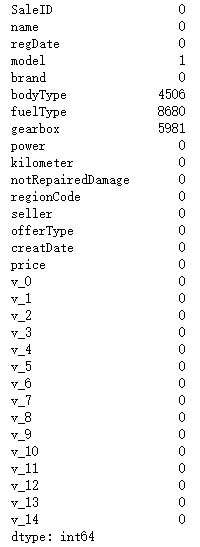 SaleID 0
name 0
regDate 0
model 1
brand 0
bodyType 4506
fuelType 8680
gearbox 5981
power 0
kilometer 0
notRepairedDamage 0
regionCode 0
seller 0
offerType 0
creatDate 0
price 0
v_0 0
v_1 0
v_2 0
v_3 0
v_4 0
v_5 0
v_6 0
v_7 0
v_8 0
v_9 0
v_10 0
v_11 0
v_12 0
v_13 0
v_14 0
dtype: int64